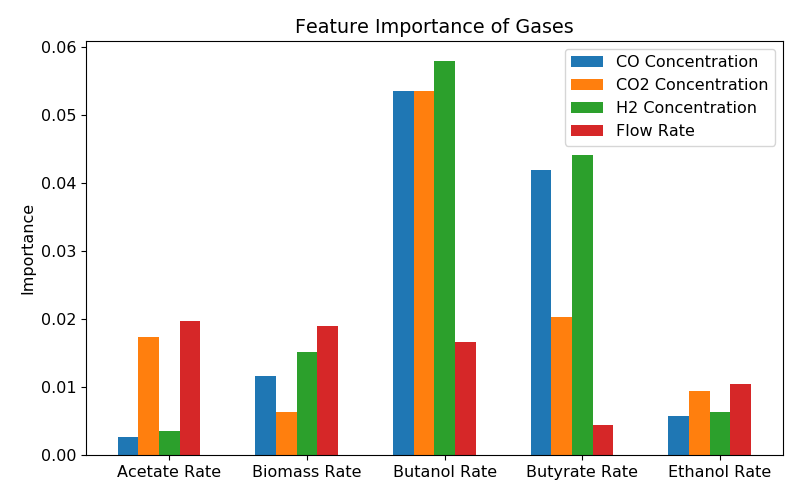 Feature Importance of Gases
CO Concentration
CO2 Concentration
H2 Concentration
Flow Rate
Importance
0.06
0.05
0.04
0.03
0.02
0.01
0.00
Acetate Rate
Biomass Rate
Butanol Rate
Butyrate Rate
Ethanol Rate